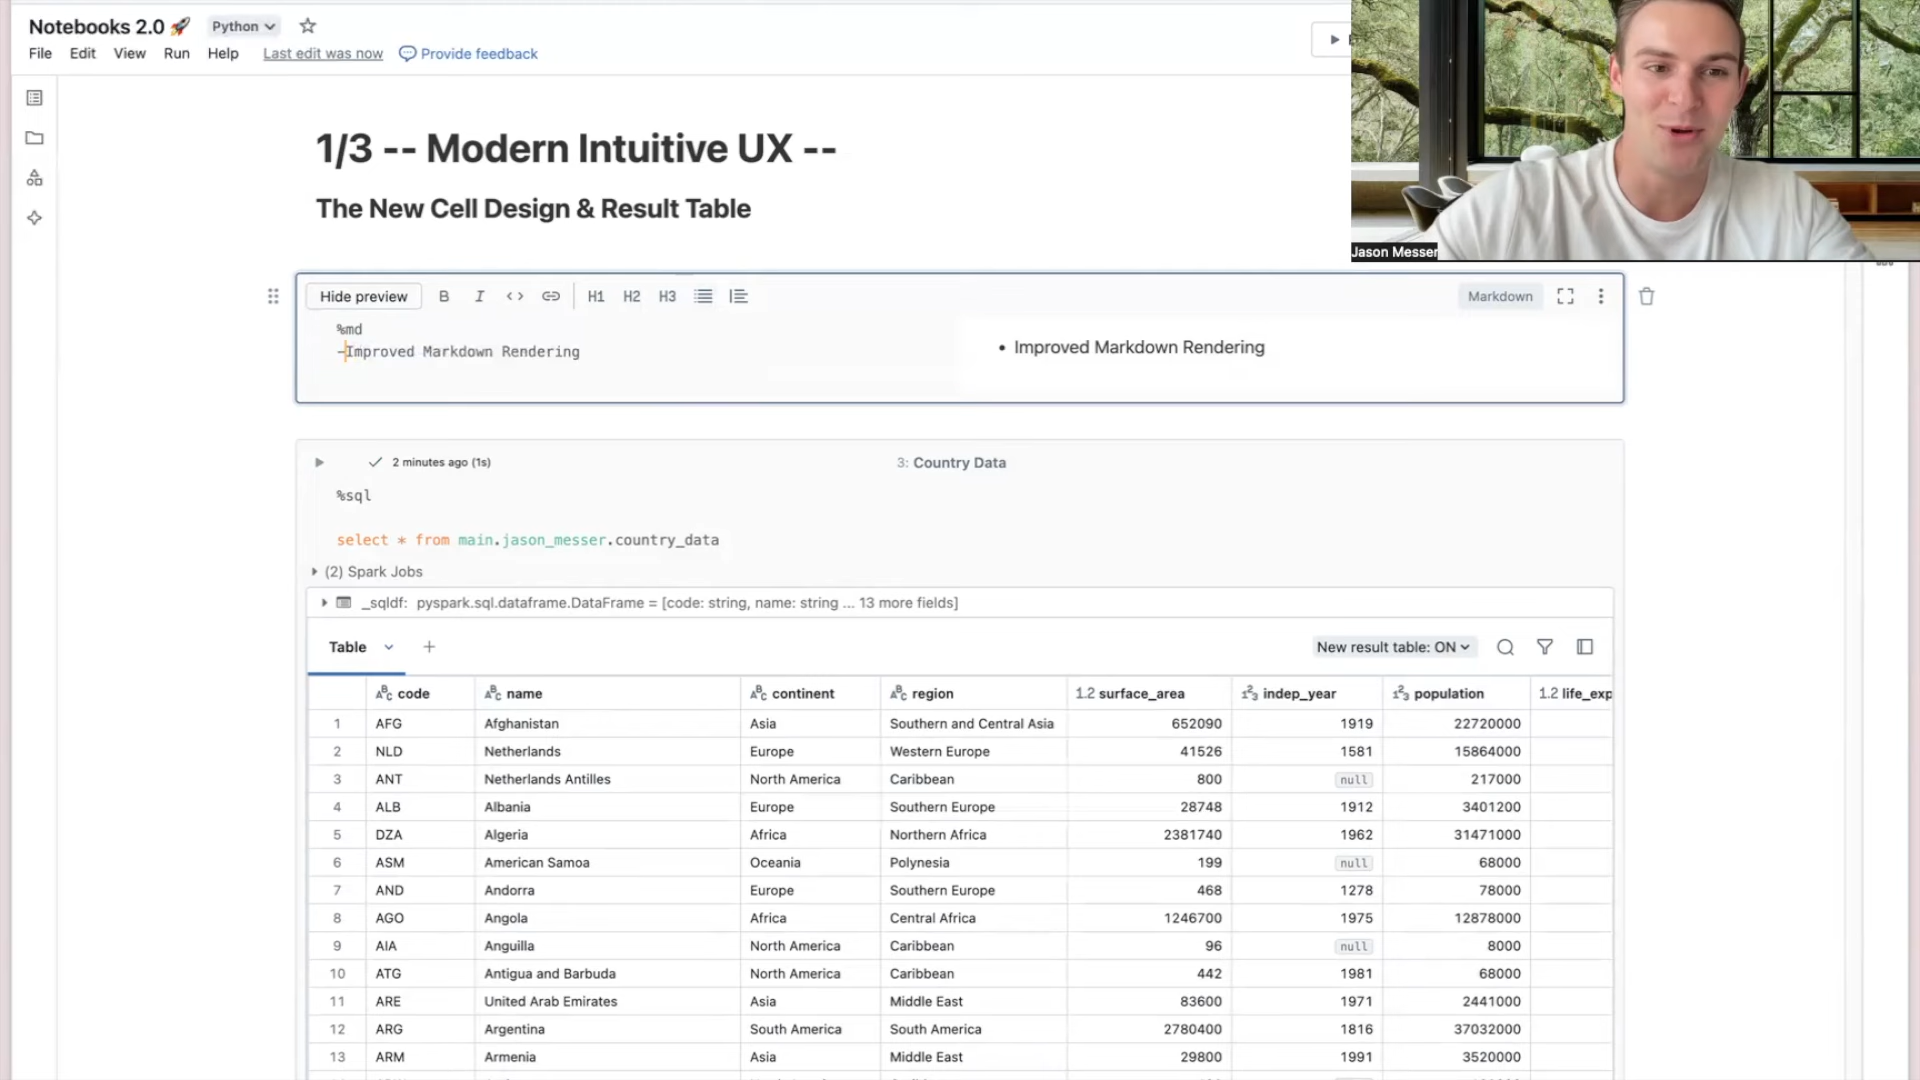 Notebooks 2.0 🚀 Python
File Edit View Run Help Last edit was now Provide feedback
Jason Messer
1/3 -- Modern Intuitive UX --
The New Cell Design & Result Table
Hide preview B I <> H1 H2 H3 Markdown
%md
-Improved Markdown Rendering
• Improved Markdown Rendering
2 minutes ago (1s) 3: Country Data
%sql
select * from main.jason_messer.country_data
(2) Spark Jobs
_sqldf: pyspark.sql.dataframe.DataFrame = [code: string, name: string ... 13 more fields]
Table + New result table: ON
ABC code ABC name ABC continent ABC region 1.2 surface_area 123 indep_year 123 population 1.2 life_exp
1 AFG Afghanistan Asia Southern and Central Asia 652090 1919 22720000
2 NLD Netherlands Europe Western Europe 41526 1581 15864000
3 ANT Netherlands Antilles North America Caribbean 800 null 217000
4 ALB Albania Europe Southern Europe 28748 1912 3401200
5 DZA Algeria Africa Northern Africa 2381740 1962 31471000
6 ASM American Samoa Oceania Polynesia 199 null 68000
7 AND Andorra Europe Southern Europe 468 1278 78000
8 AGO Angola Africa Central Africa 1246700 1975 12878000
9 AIA Anguilla North America Caribbean 96 null 8000
10 ATG Antigua and Barbuda North America Caribbean 442 1981 68000
11 ARE United Arab Emirates Asia Middle East 83600 1971 2441000
12 ARG Argentina South America South America 2780400 1816 37032000
13 ARM Armenia Asia Middle East 29800 1991 3520000